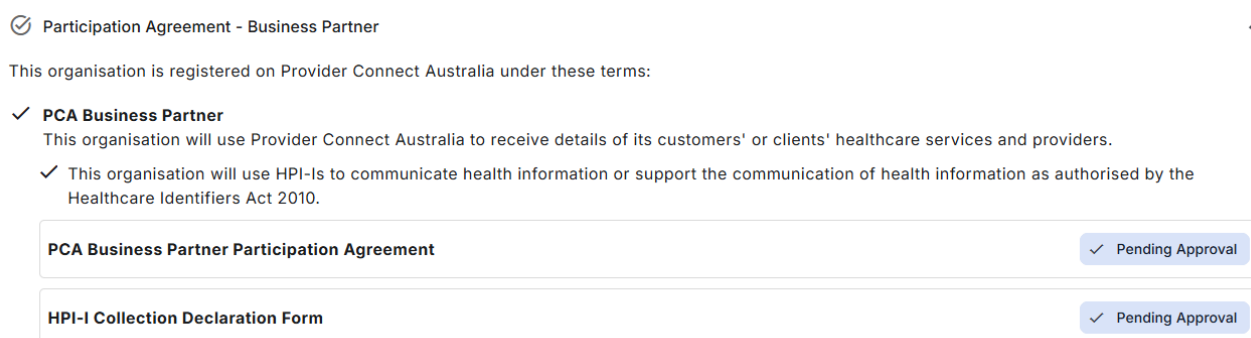 Participation Agreement - Business Partner
This organisation is registered on Provider Connect Australia under these terms:
PCA Business Partner
This organisation will use Provider Connect Australia to receive details of its customers' or clients' healthcare services and providers.
This organisation will use HPI-Is to communicate health information or support the communication of health information as authorised by the
Healthcare Identifiers Act 2010.
PCA Business Partner Participation Agreement
Pending Approval
HPI-I Collection Declaration Form
Pending Approval